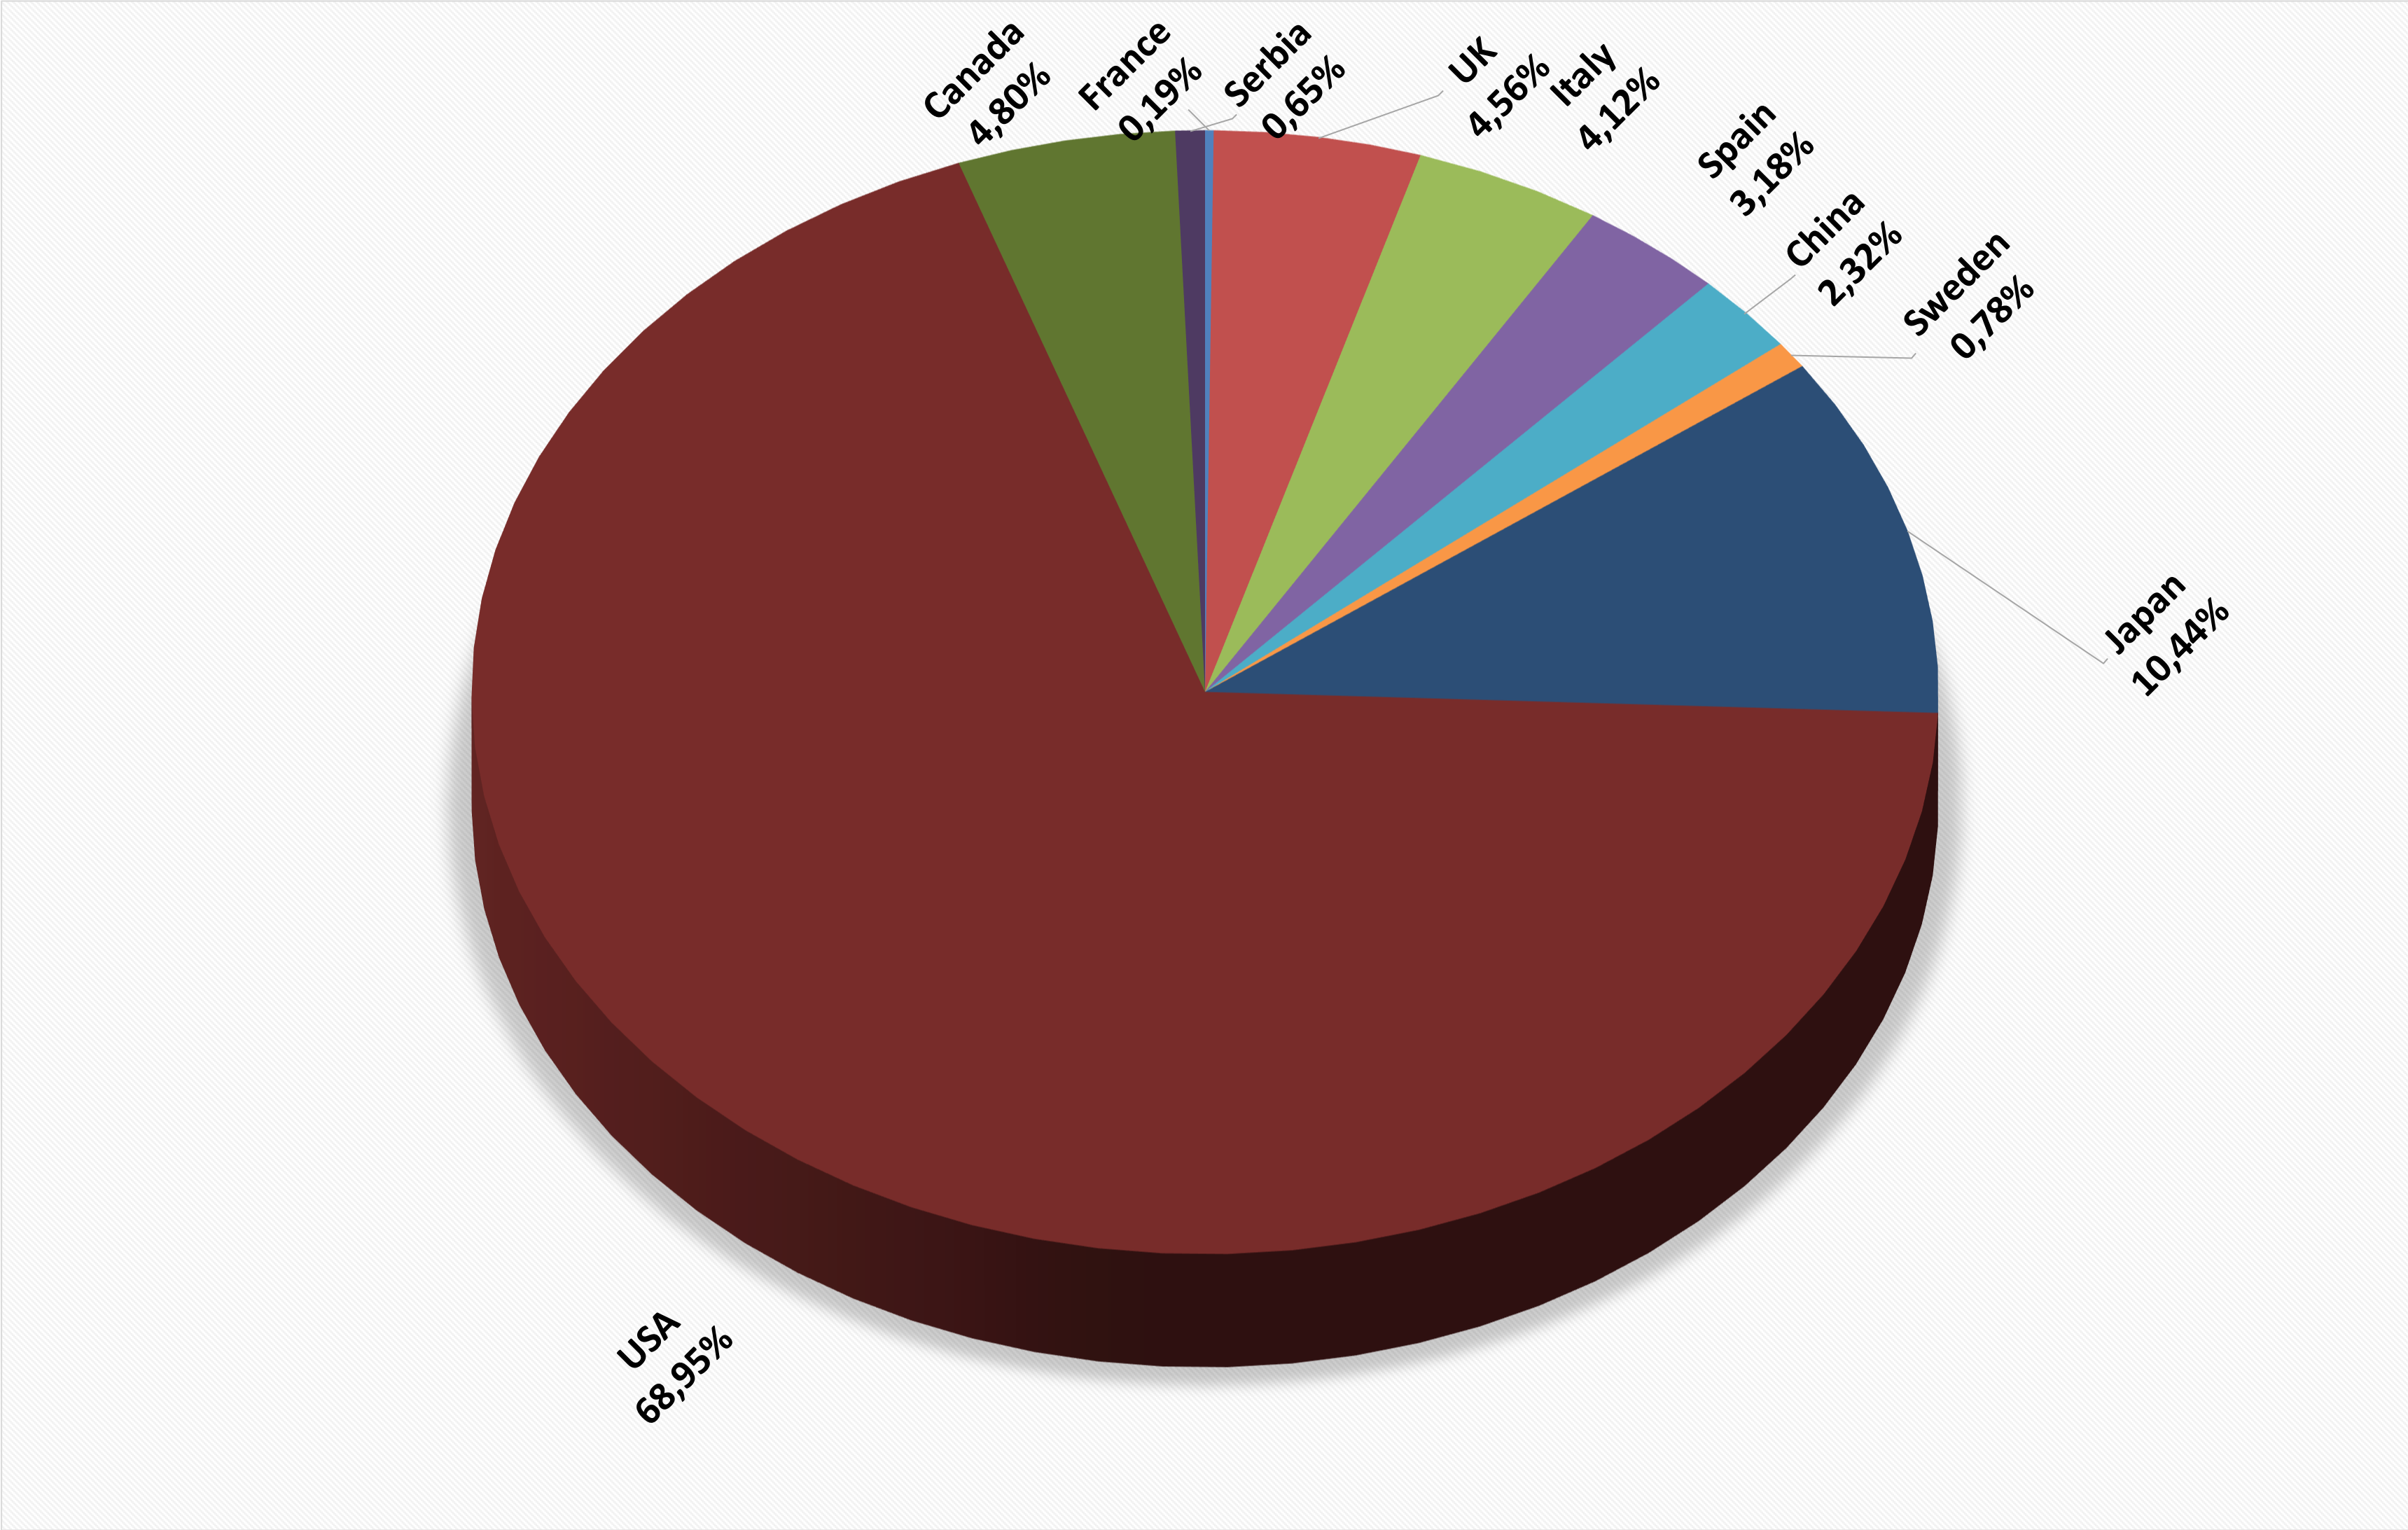 Canada
4,80%
France
0,19%
Serbia
0,65%
UK
4,56%
Italy
4,12%
Spain
3,18%
China
2,32%
Sweden
0,78%
Japan
10,44%
USA
68,95%